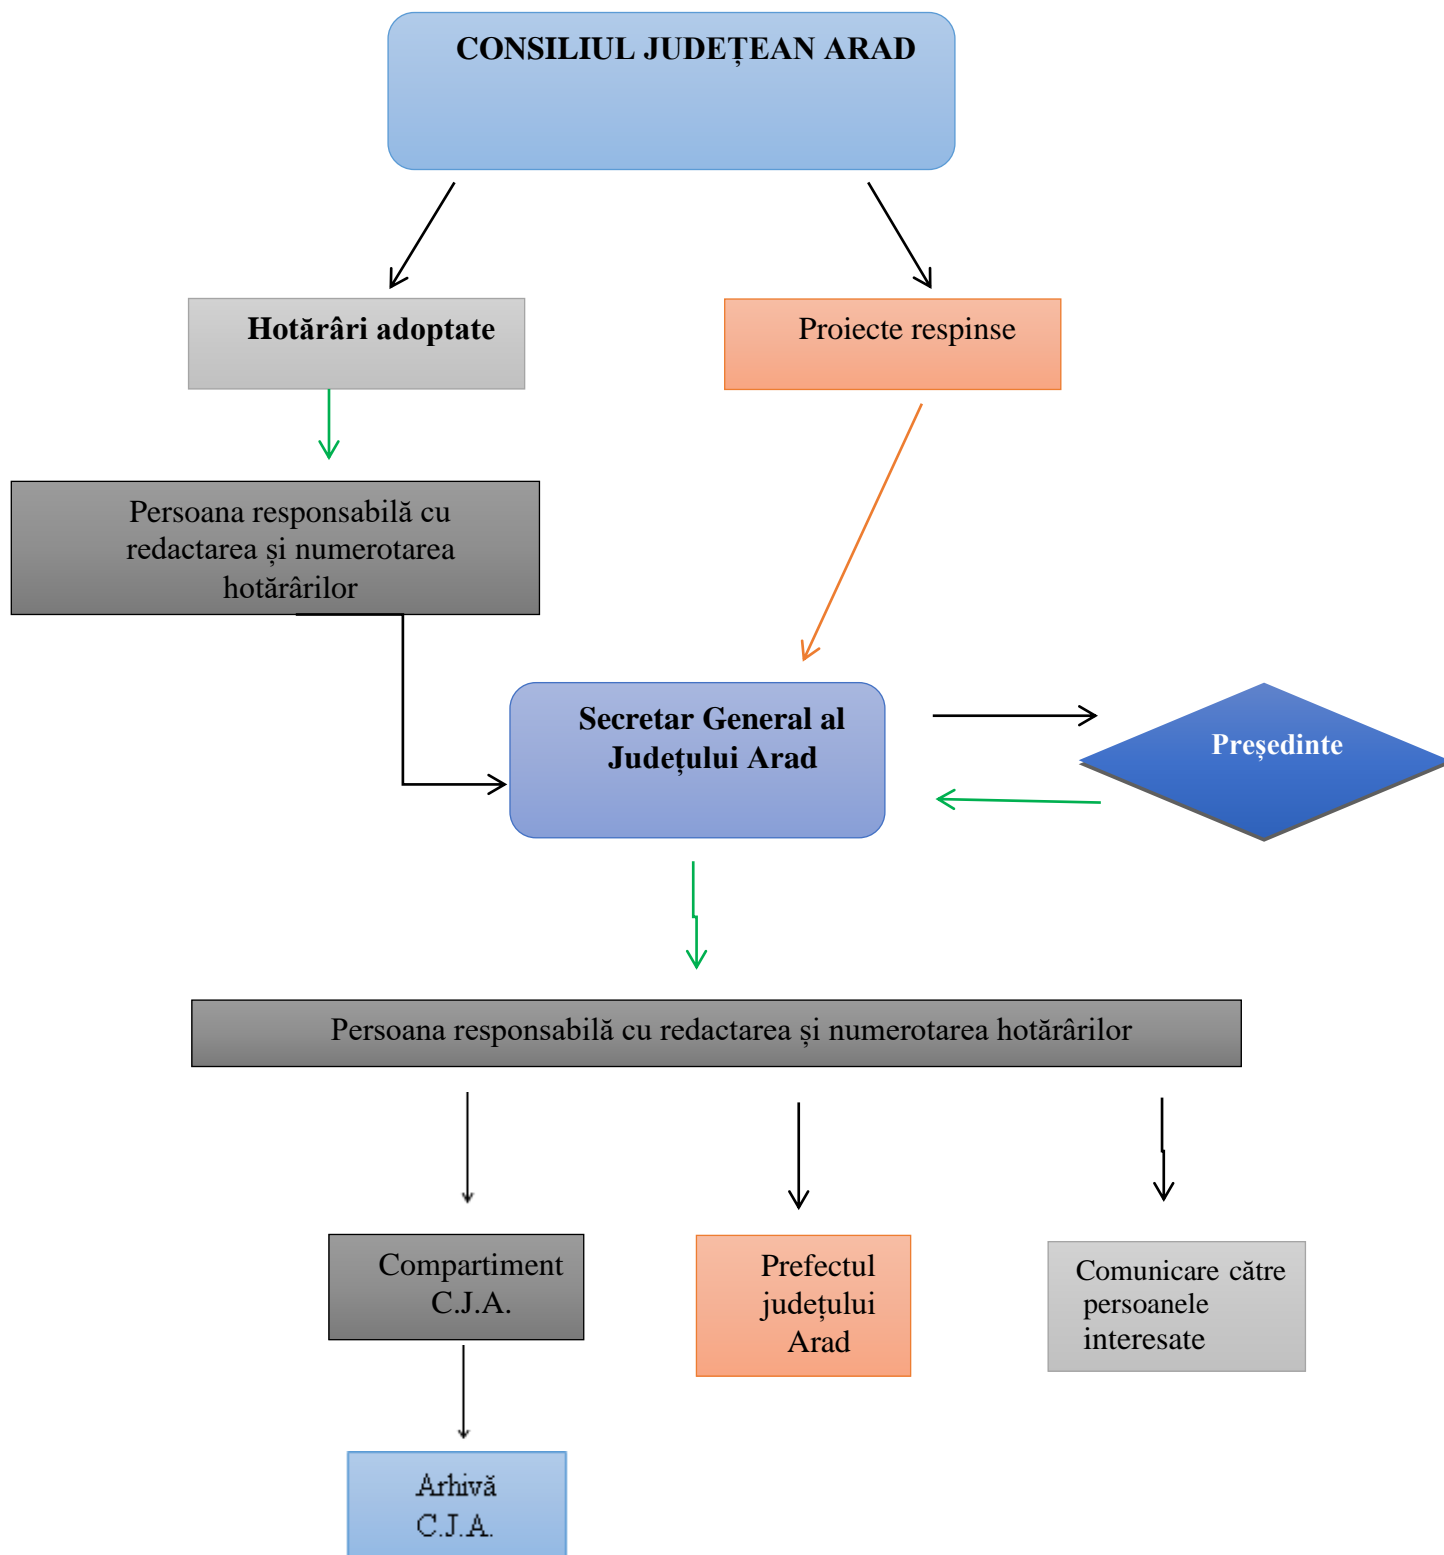 CONSILIUL JUDEȚEAN ARAD
Hotărâri adoptate
Proiecte respinse
Persoana responsabilă cu
redactarea și numerotarea
hotărârilor
Secretar General al
Județului Arad
Președinte
Persoana responsabilă cu redactarea și numerotarea hotărârilor
Compartiment
C.J.A.
Prefectul
județului
Arad
Comunicare către
persoanele
interesate
Arhivă
C.J.A.